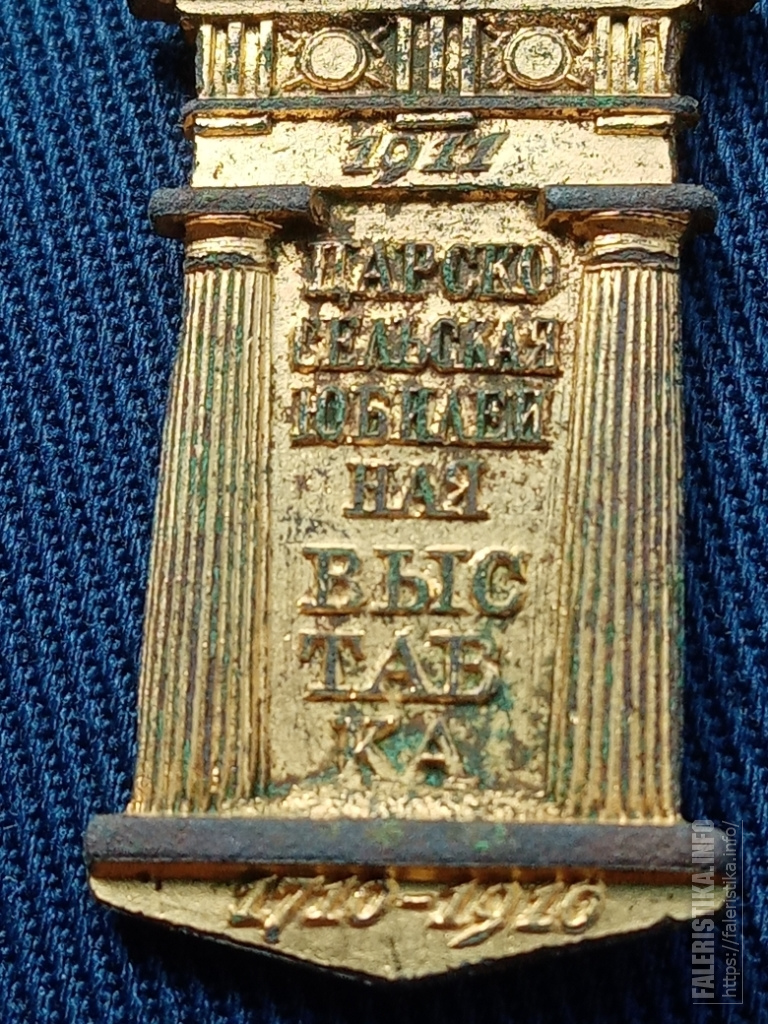 1911
ЦАРСКО
СЕЛЬСКАЯ
ЮБИЛЕЙ
НАЯ
ВЫС
ТАВ
КА
1710-1910
FALERISTIKA.INFO
https://faleristika.info/